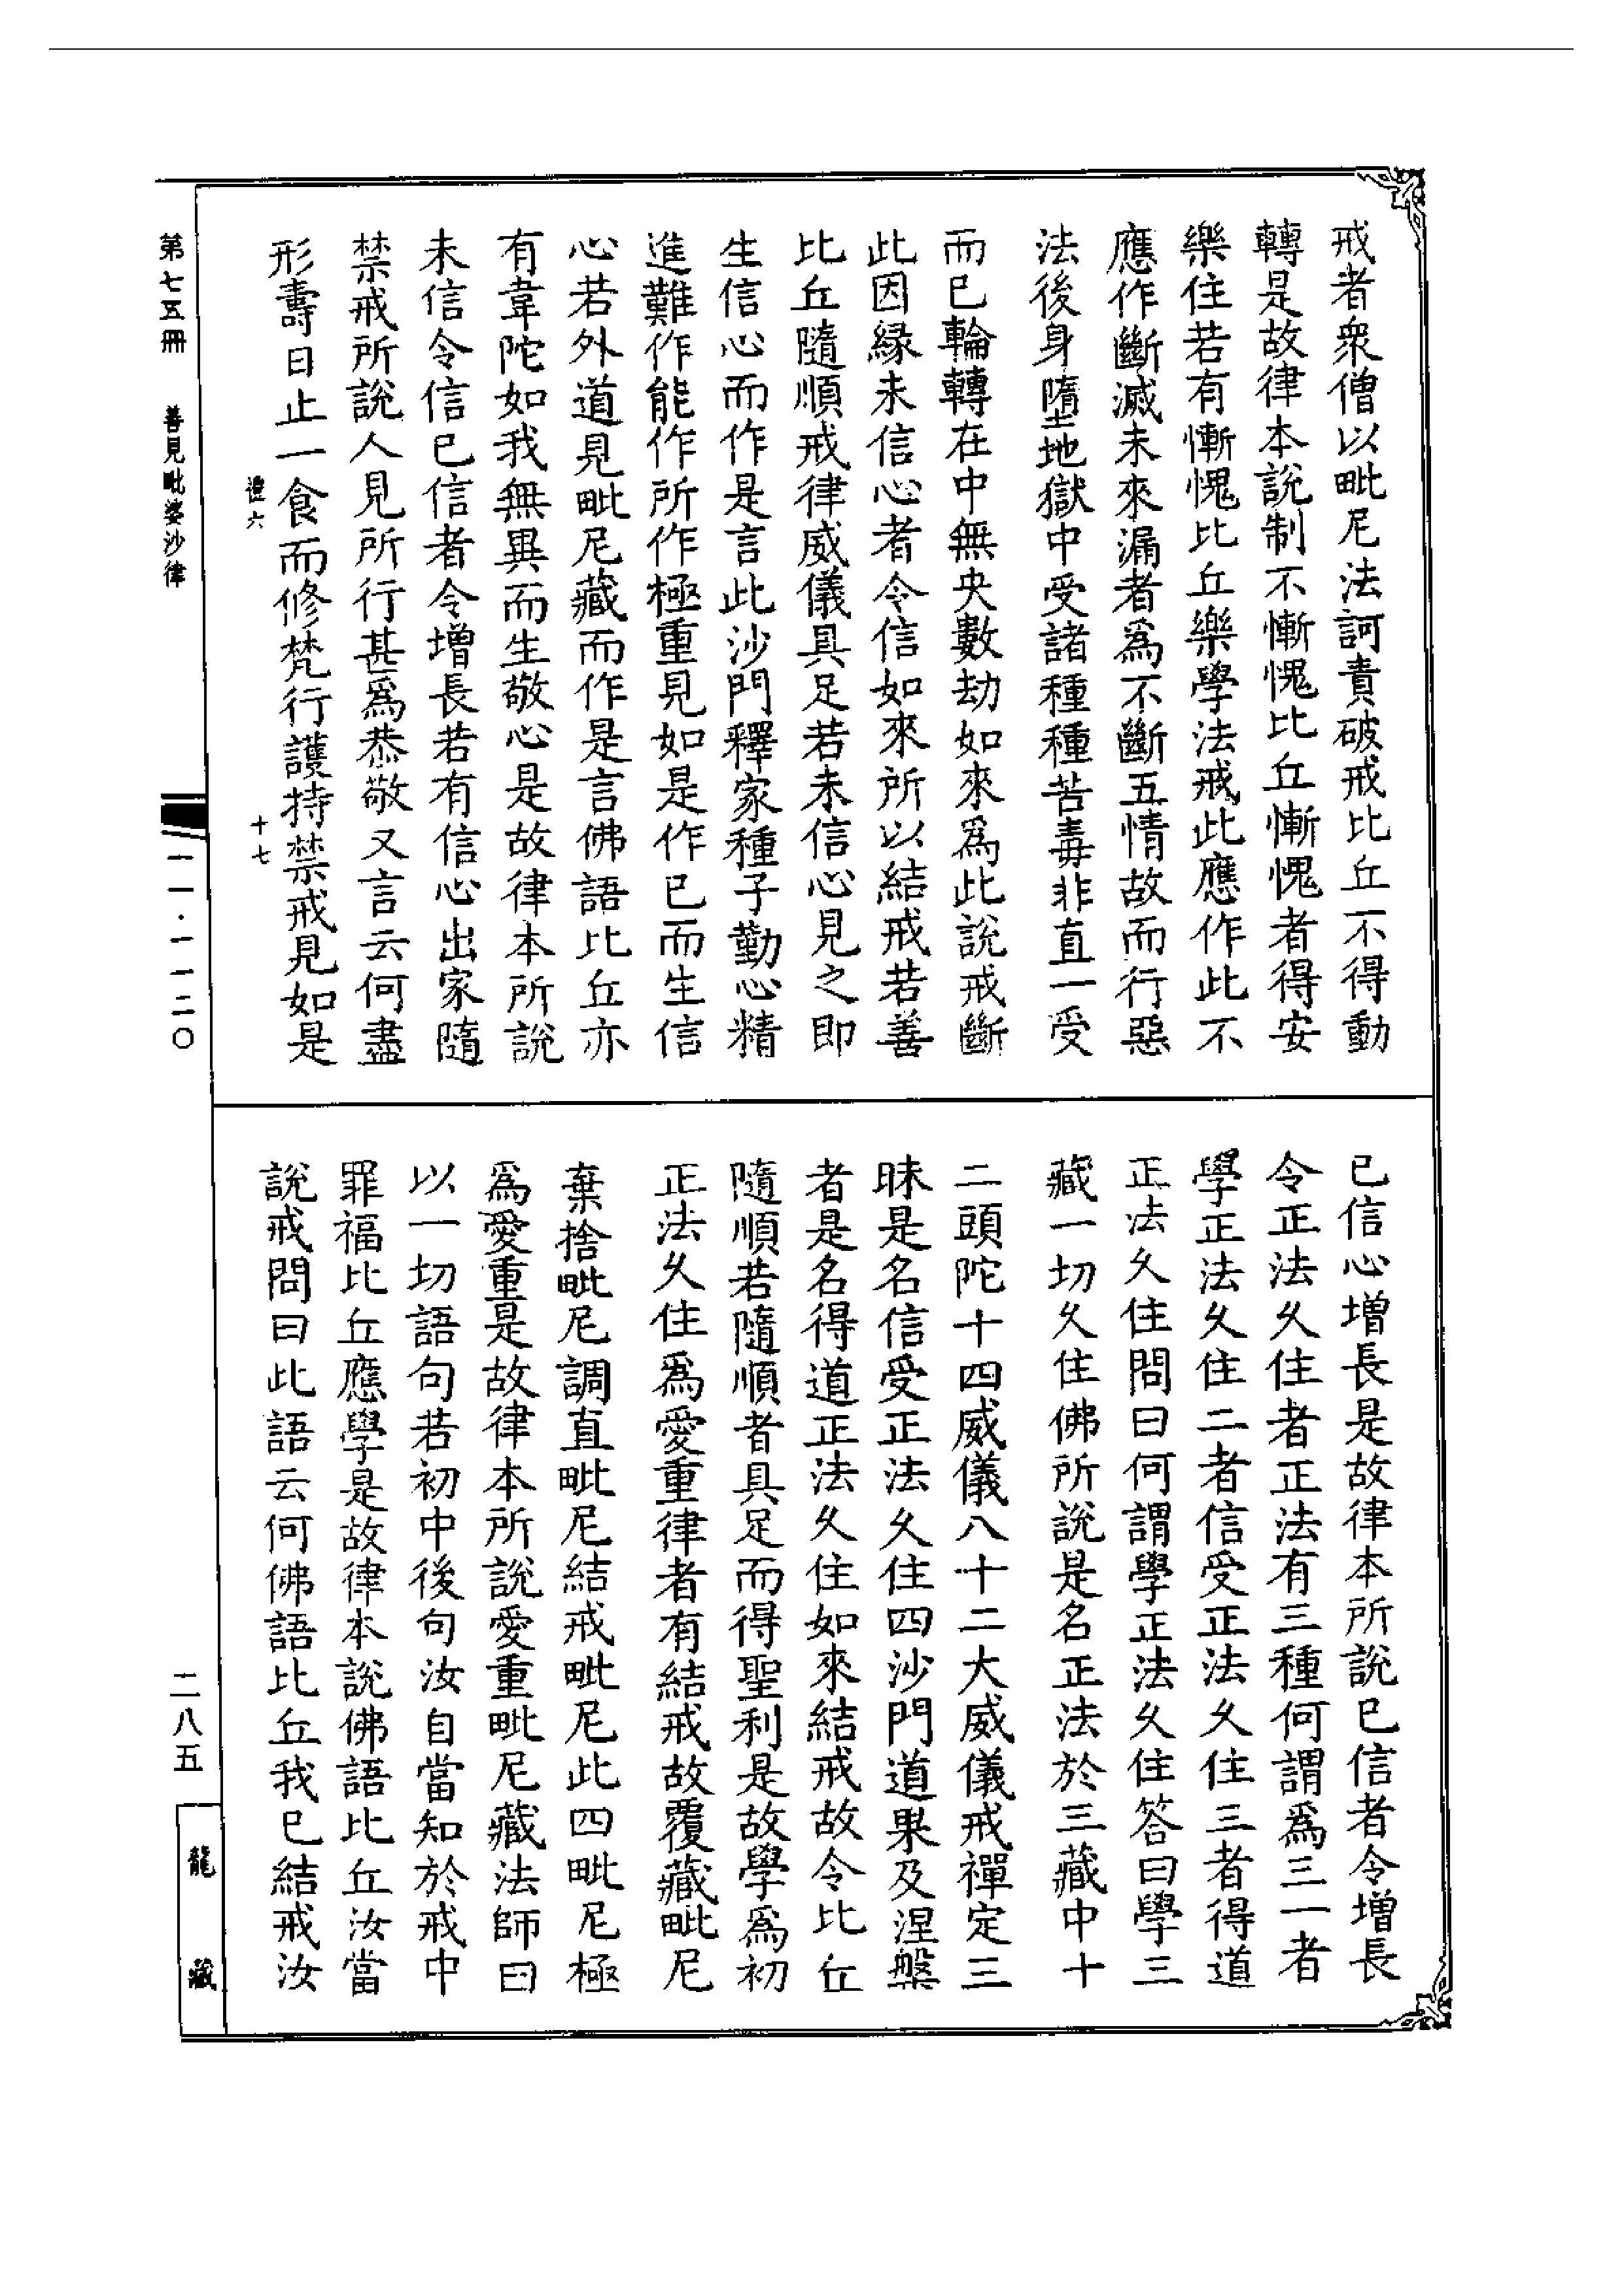 戒者衆僧以毗尼法訶責破戒比丘不得動
轉是故律本說制不慚愧比丘慚愧者得安
樂住若有慚愧比丘樂學法戒此應作此不
應作斷滅未來漏者爲不斷五情故而行惡
法後身墮地獄中受諸種種苦毒非直一受
而已輪轉在中無央數劫如來爲此說戒斷
此因緣未信心者令信如來所以結戒若善
比丘隨順戒律威儀具足若未信心見之即
生信心而作是言此沙門釋家種子勤心精
進難作能作所作極重見如是作已而生信
心若外道見毗尼藏而作是言佛語比丘亦
有韋陀如我無異而生敬心是故律本所說
未信令信已信者令增長若有信心出家隨
禁戒所說人見所行甚爲恭敬又言云何盡
形壽日止一食而修梵行護持禁戒見如是
禮六
十七
已信心增長是故律本所說已信者令增長
令正法久住者正法有三種何謂爲三一者
學正法久住二者信受正法久住三者得道
正法久住問曰何謂學正法久住答曰學三
藏一切久住佛所說是名正法於三藏中十
二頭陀十四威儀八十二大威儀戒禪定三
昧是名信受正法久住四沙門道果及涅槃
者是名得道正法久住如來結戒故令比丘
隨順若隨順者具足而得聖利是故學爲初
正法久住爲愛重律者有結戒故覆藏毗尼
棄捨毗尼調直毗尼結戒毗尼此四毗尼極
爲愛重是故律本所說愛重毗尼藏法師曰
以一切語句若初中後句汝自當知於戒中
罪福比丘應學是故律本說佛語比丘汝當
說戒問曰此語云何佛語比丘我已結戒汝
第七五冊 善見毗婆沙律
一一·一一二〇
二八五
龍藏